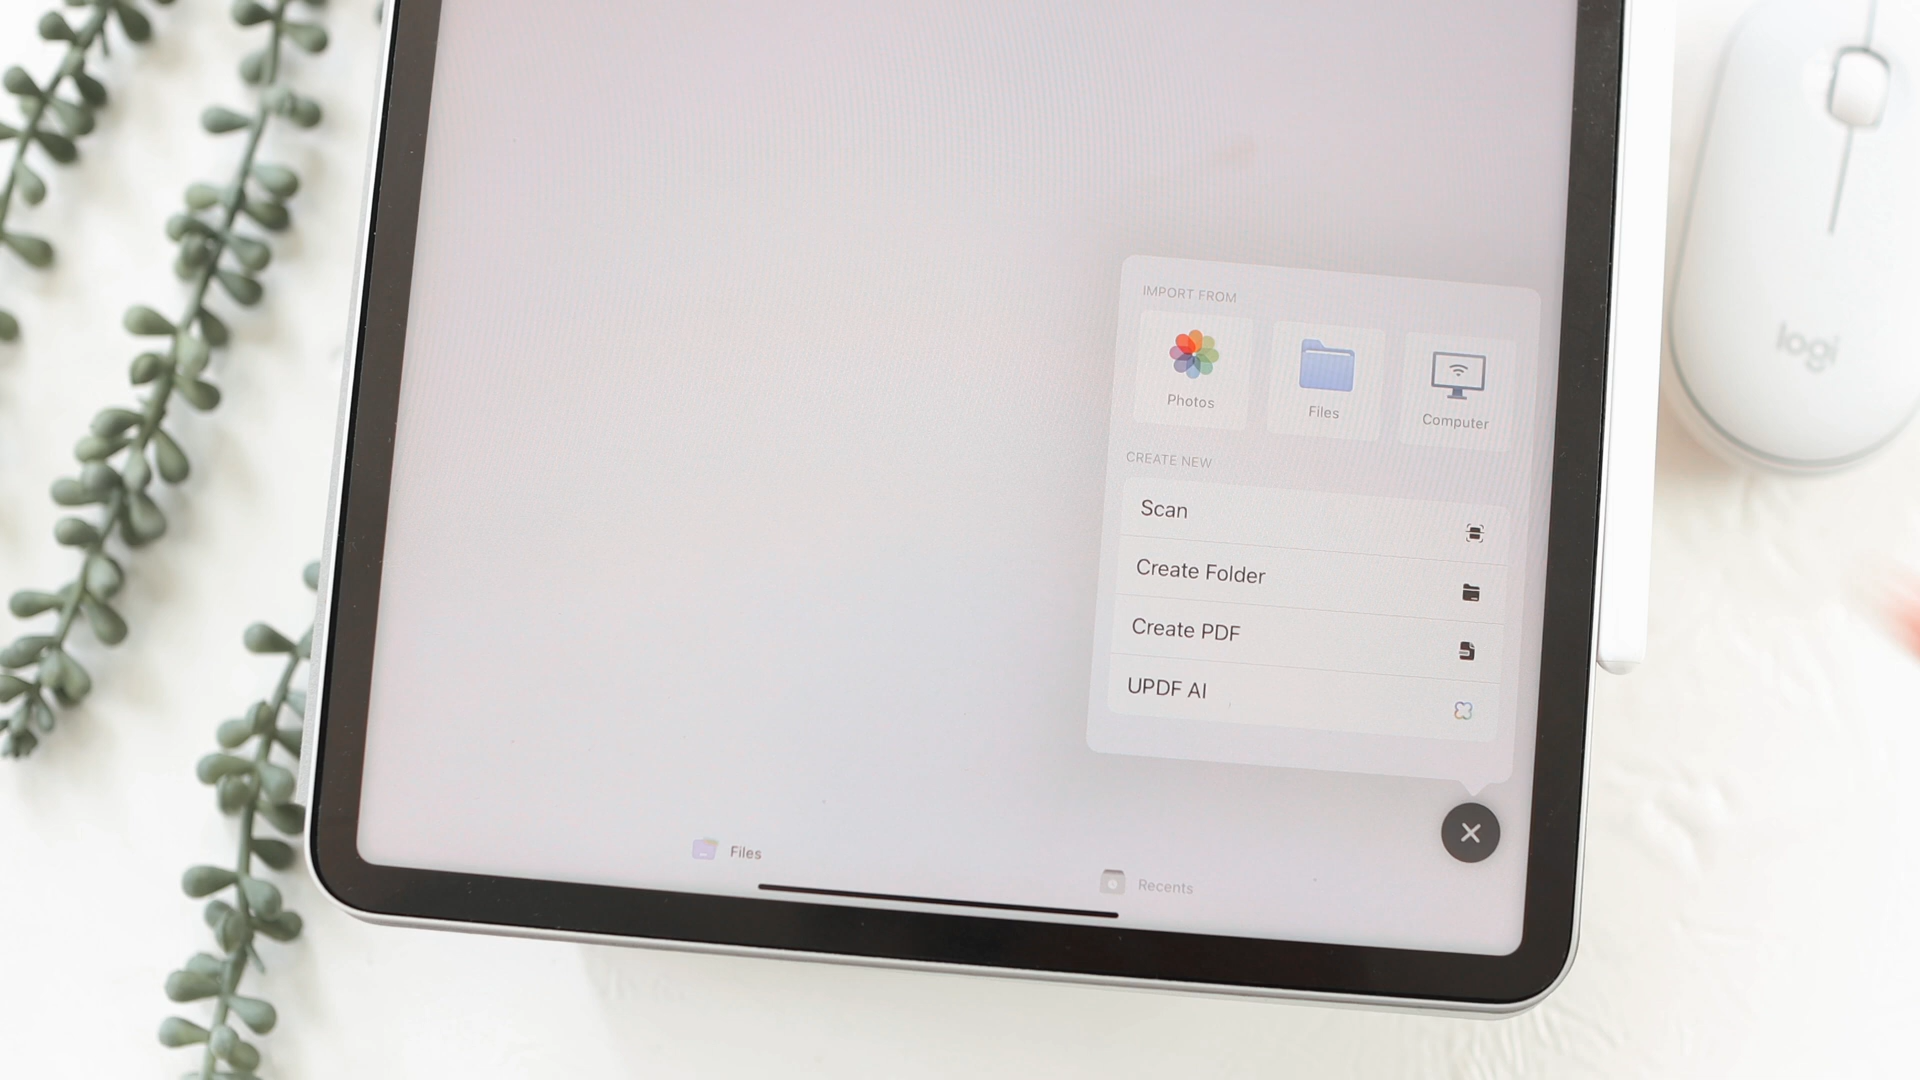 IMPORT FROM
Photos
Files
Computer
CREATE NEW
Scan
Create Folder
Create PDF
UPDF AI
Files
Recents
logi